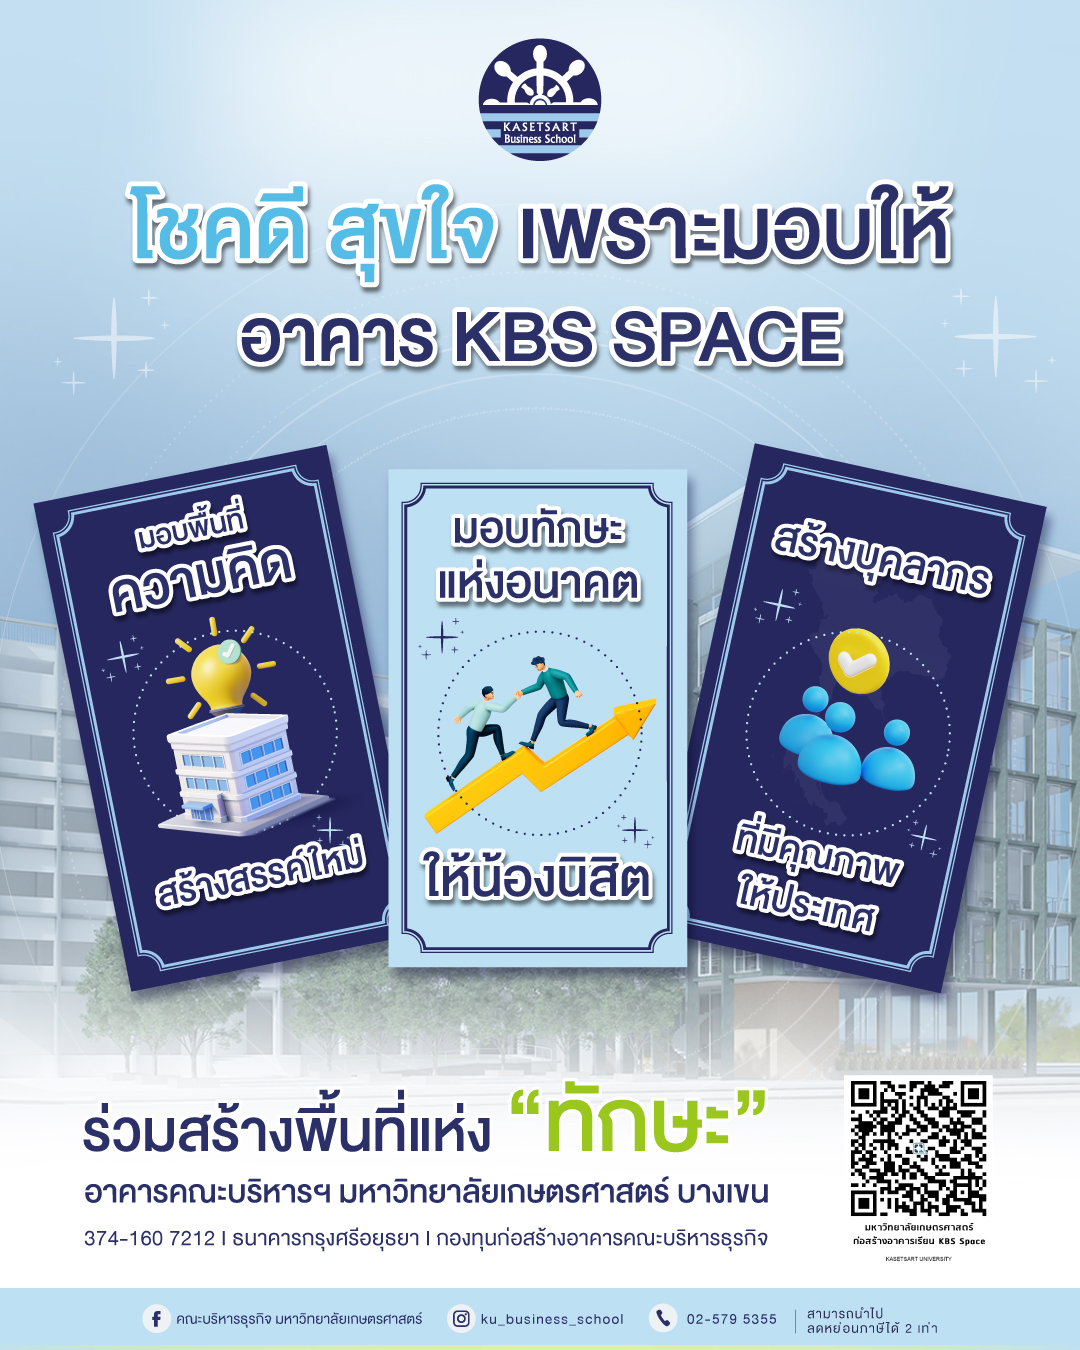 KASETSART
Business School
โชคดี สุขใจ เพราะมอบให้
อาคาร KBS SPACE
มอบพื้นที่
ความคิด
สร้างสรรค์ใหม่
มอบทักษะ
แห่งอนาคต
ให้น้องนิสิต
สร้างบุคลากร
ที่มีคุณภาพ
ให้ประเทศ
ร่วมสร้างพื้นที่แห่ง “ทักษะ”
อาคารคณะบริหารฯ มหาวิทยาลัยเกษตรศาสตร์ บางเขน
374-160 7212 I ธนาคารกรุงศรีอยุธยา I กองทุนก่อสร้างอาคารคณะบริหารธุรกิจ
มหาวิทยาลัยเกษตรศาสตร์
ก่อสร้างอาคารเรียน KBS Space
KASETSART UNIVERSITY
คณะบริหารธุรกิจ มหาวิทยาลัยเกษตรศาสตร์
ku_business_school
02-579 5355
สามารถนำไป
ลดหย่อนภาษีได้ 2 เท่า